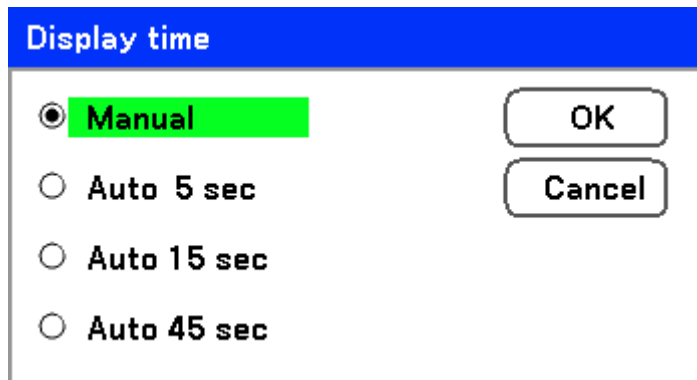 Display time
Manual
OK
Auto 5 sec
Cancel
Auto 15 sec
Auto 45 sec